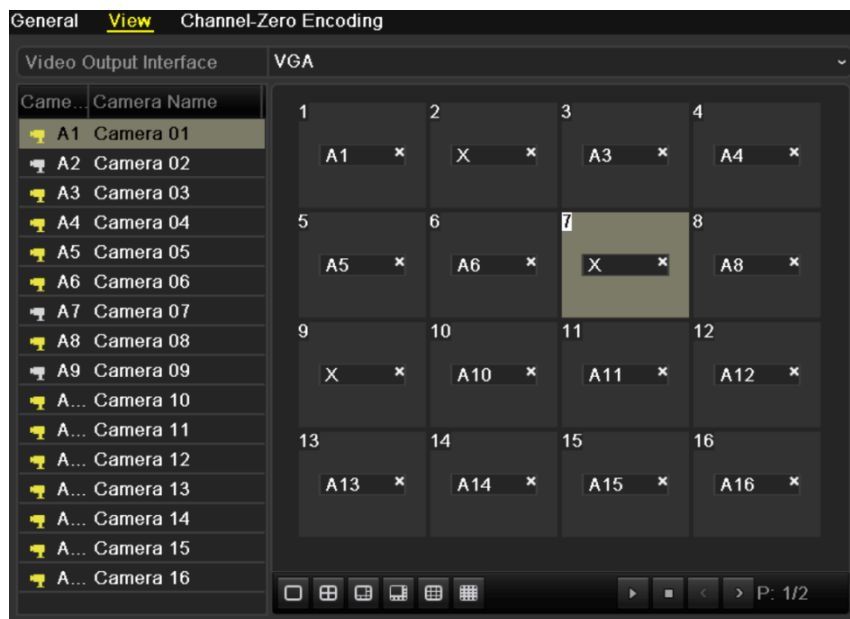 General View Channel-Zero Encoding
Video Output Interface VGA
Came... Camera Name
A1 Camera 01
A2 Camera 02
A3 Camera 03
A4 Camera 04
A5 Camera 05
A6 Camera 06
A7 Camera 07
A8 Camera 08
A9 Camera 09
A... Camera 10
A... Camera 11
A... Camera 12
A... Camera 13
A... Camera 14
A... Camera 15
A... Camera 16
1 2 3 4
A1 X A3 A4
5 6 7 8
A5 A6 X A8
9 10 11 12
X A10 A11 A12
13 14 15 16
A13 A14 A15 A16
P: 1/2